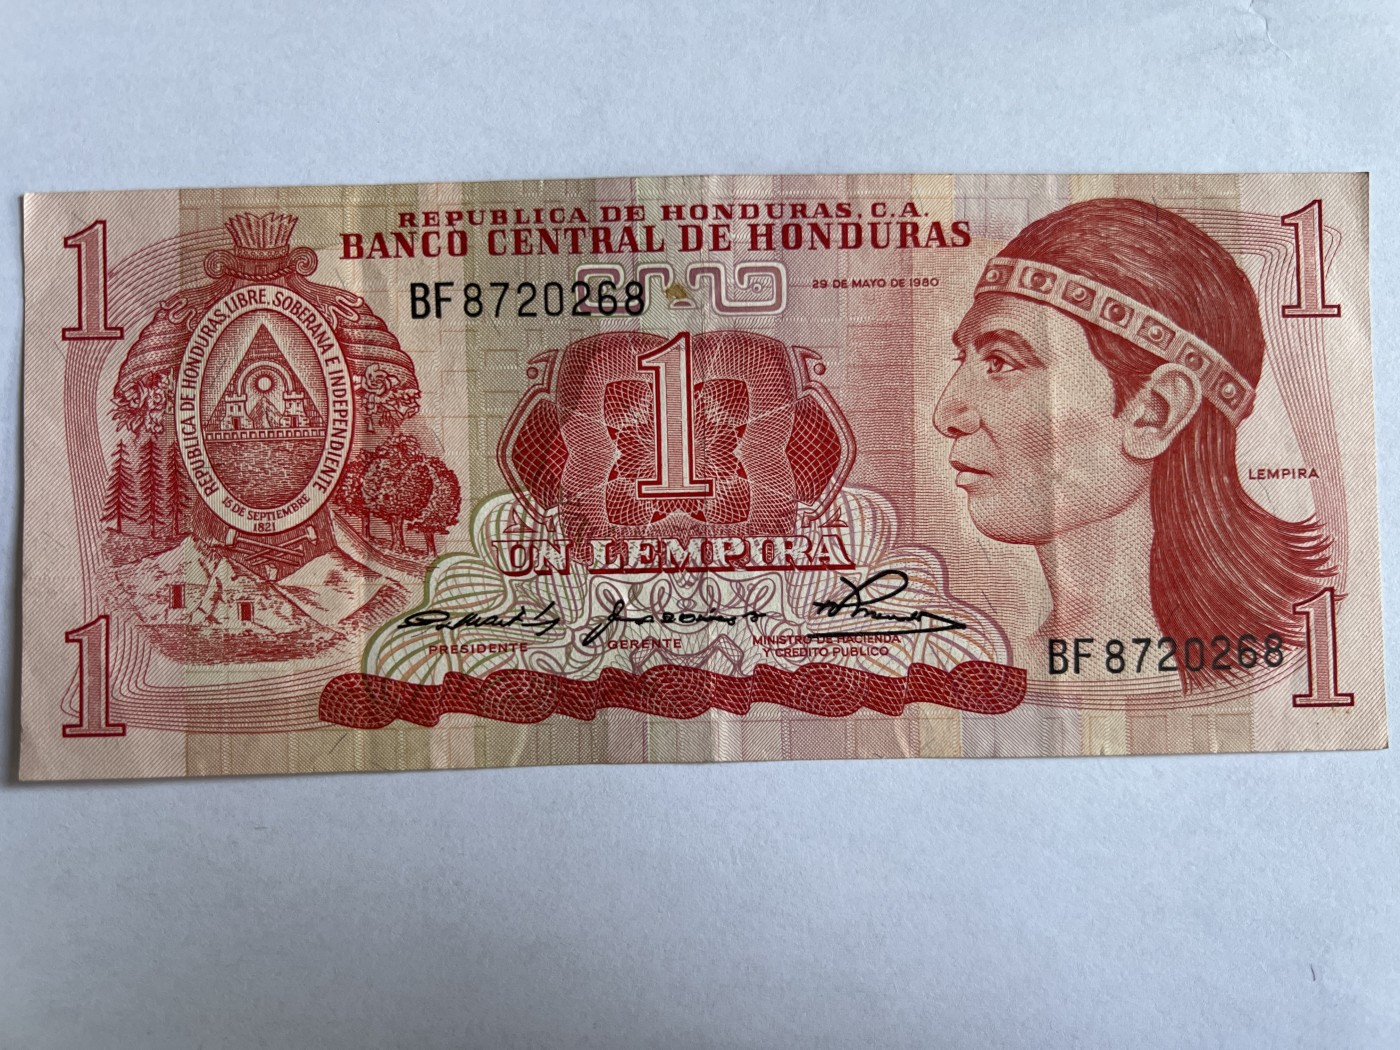 1
1
REPUBLICA DE HONDURAS, C.A.
BANCO CENTRAL DE HONDURAS
BF 8720268
29 DE MAYO DE 1980
REPUBLICA DE HONDURAS, LIBRE, SOBERANA E INDEPENDIENTE
15 DE SEPTIEMBRE
1821
1
UN LEMPIRA
LEMPIRA
PRESIDENTE
GERENTE
MINISTRO DE HACIENDA
Y CREDITO PUBLICO
BF 8720268
1
1